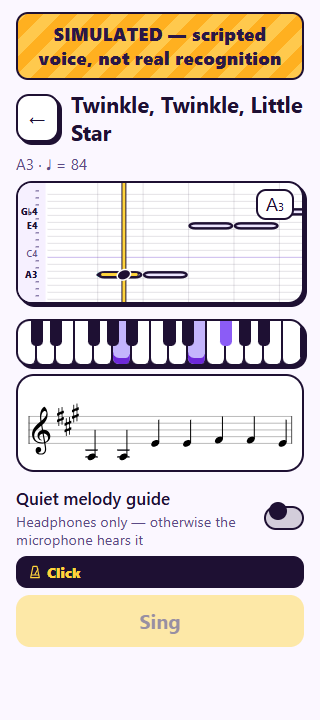 SIMULATED — scripted
voice, not real recognition
←
Twinkle, Twinkle, Little
Star
A3 · ♩ = 84
A3
G♭4
E4
C4
A3
Quiet melody guide
Headphones only — otherwise the
microphone hears it
Click
Sing